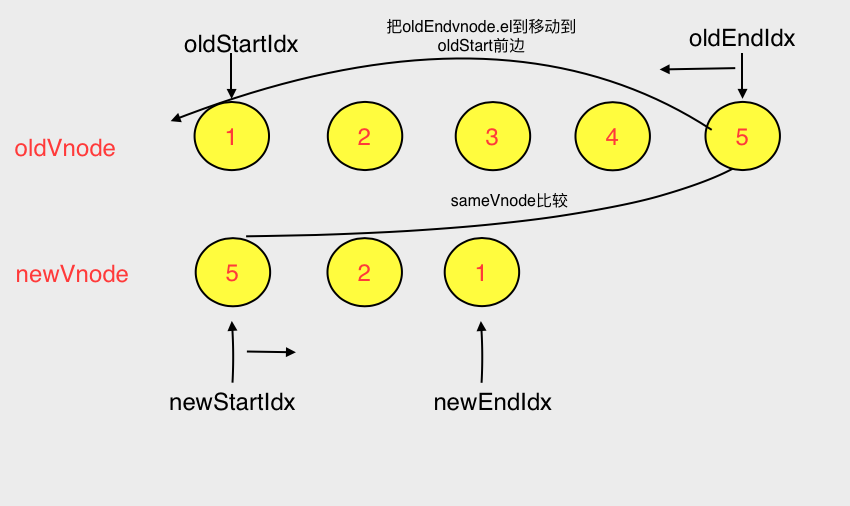 把oldEndvnode.el到移动到
oldStart前边
oldStartIdx
oldEndIdx
1 2 3 4 5
oldVnode
sameVnode比较
newVnode
5 2 1
newStartIdx
newEndIdx